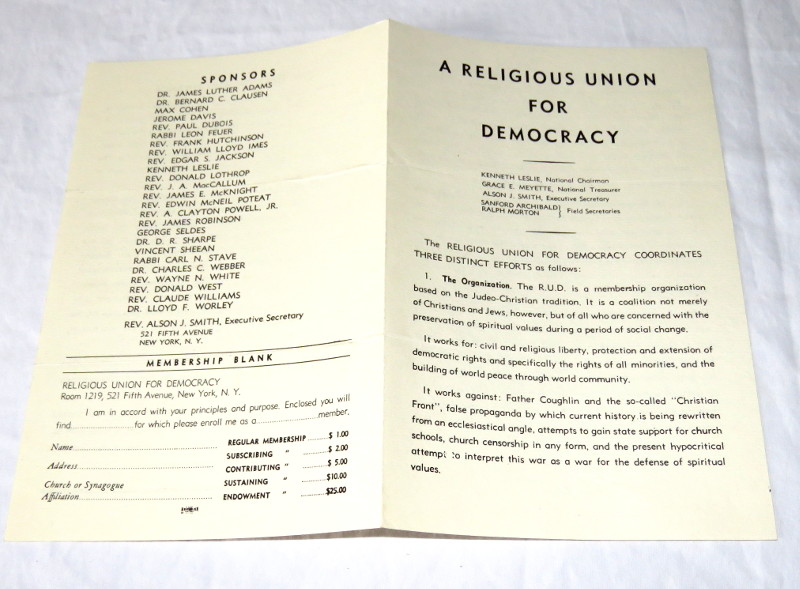 SPONSORS
DR. JAMES LUTHER ADAMS
DR. BERNARD C. CLAUSEN
MAX COHEN
JEROME DAVIS
REV. PAUL DUBOIS
RABBI LEON FEUER
REV. FRANK HUTCHINSON
REV. WILLIAM LLOYD IMES
REV. EDGAR S. JACKSON
KENNETH LESLIE
REV. DONALD LOTHROP
REV. J. A. MacCALLUM
REV. JAMES E. McKNIGHT
REV. EDWIN McNEIL POTEAT
REV. A. CLAYTON POWELL, JR.
REV. JAMES ROBINSON
GEORGE SELDES
DR. D. R. SHARPE
VINCENT SHEEAN
RABBI CARL N. STAVE
DR. CHARLES C. WEBBER
REV. WAYNE N. WHITE
REV. DONALD WEST
REV. CLAUDE WILLIAMS
DR. LLOYD F. WORLEY
REV. ALSON J. SMITH, Executive Secretary
521 FIFTH AVENUE
NEW YORK, N. Y.
MEMBERSHIP BLANK
RELIGIOUS UNION FOR DEMOCRACY
Room 1219, 521 Fifth Avenue, New York, N. Y.
I am in accord with your principles and purpose. Enclosed you will
find..........for which please enroll me as a..........member.
Name..........
REGULAR MEMBERSHIP......$ 1.00
SUBSCRIBING " ......$ 2.00
Address..........
CONTRIBUTING " ......$ 5.00
Church or Synagogue
SUSTAINING " ......$10.00
Affiliation..........
ENDOWMENT " ......$25.00
A RELIGIOUS UNION
FOR
DEMOCRACY
KENNETH LESLIE, National Chairman
GRACE E. MEYETTE, National Treasurer
ALSON J. SMITH, Executive Secretary
SANFORD ARCHIBALD
RALPH MORTON } Field Secretaries
The RELIGIOUS UNION FOR DEMOCRACY COORDINATES
THREE DISTINCT EFFORTS as follows:
1. The Organization. The R.U.D. is a membership organization
based on the Judeo-Christian tradition. It is a coalition not merely
of Christians and Jews, however, but of all who are concerned with the
preservation of spiritual values during a period of social change.
It works for: civil and religious liberty, protection and extension of
democratic rights and specifically the rights of all minorities, and the
building of world peace through world community.
It works against: Father Coughlin and the so-called "Christian
Front", false propaganda by which current history is being rewritten
from an ecclesiastical angle, attempts to gain state support for church
schools, church censorship in any form, and the present hypocritical
attempt to interpret this war as a war for the defense of spiritual
values.